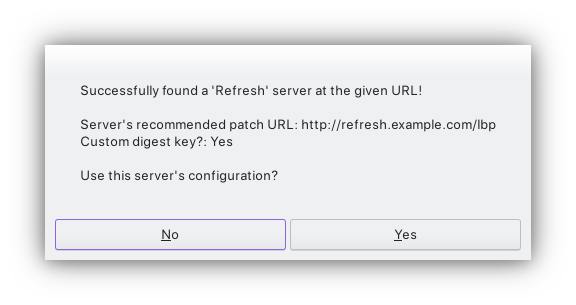 Successfully found a 'Refresh' server at the given URL!
Server's recommended patch URL: http://refresh.example.com/lbp
Custom digest key?: Yes
Use this server's configuration?
No
Yes